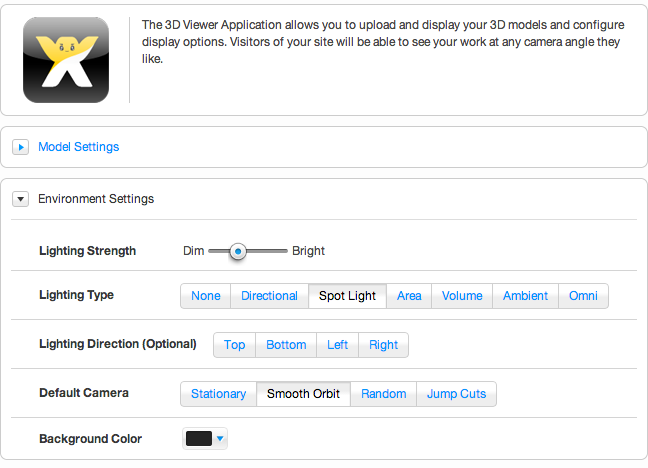 The 3D Viewer Application allows you to upload and display your 3D models and configure
display options. Visitors of your site will be able to see your work at any camera angle they
like.
Model Settings
Environment Settings
Lighting Strength Dim Bright
Lighting Type None Directional Spot Light Area Volume Ambient Omni
Lighting Direction (Optional) Top Bottom Left Right
Default Camera Stationary Smooth Orbit Random Jump Cuts
Background Color